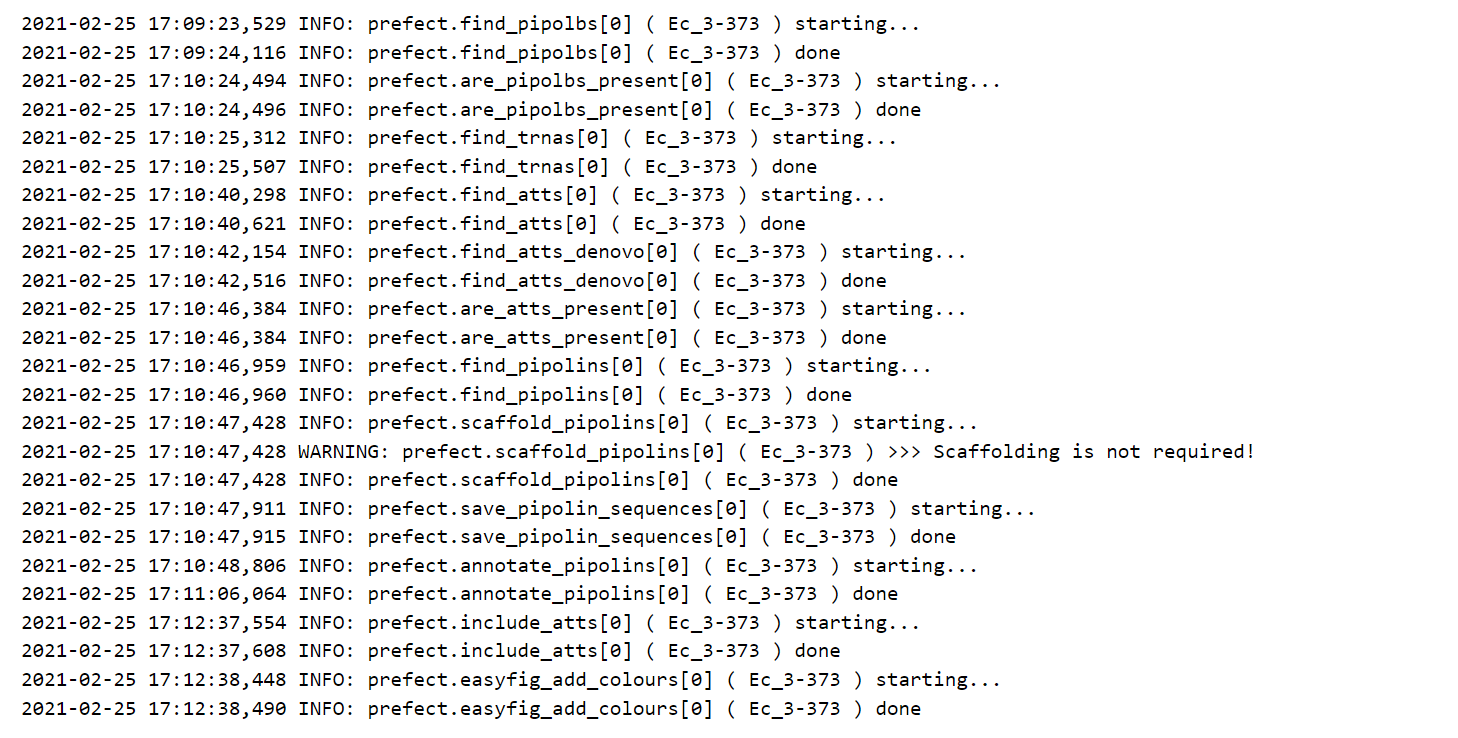 2021-02-25 17:09:23,529 INFO: prefect.find_pipolbs[0] ( Ec_3-373 ) starting...
2021-02-25 17:09:24,116 INFO: prefect.find_pipolbs[0] ( Ec_3-373 ) done
2021-02-25 17:10:24,494 INFO: prefect.are_pipolbs_present[0] ( Ec_3-373 ) starting...
2021-02-25 17:10:24,496 INFO: prefect.are_pipolbs_present[0] ( Ec_3-373 ) done
2021-02-25 17:10:25,312 INFO: prefect.find_trnas[0] ( Ec_3-373 ) starting...
2021-02-25 17:10:25,507 INFO: prefect.find_trnas[0] ( Ec_3-373 ) done
2021-02-25 17:10:40,298 INFO: prefect.find_atts[0] ( Ec_3-373 ) starting...
2021-02-25 17:10:40,621 INFO: prefect.find_atts[0] ( Ec_3-373 ) done
2021-02-25 17:10:42,154 INFO: prefect.find_atts_denovo[0] ( Ec_3-373 ) starting...
2021-02-25 17:10:42,516 INFO: prefect.find_atts_denovo[0] ( Ec_3-373 ) done
2021-02-25 17:10:46,384 INFO: prefect.are_atts_present[0] ( Ec_3-373 ) starting...
2021-02-25 17:10:46,384 INFO: prefect.are_atts_present[0] ( Ec_3-373 ) done
2021-02-25 17:10:46,959 INFO: prefect.find_pipolins[0] ( Ec_3-373 ) starting...
2021-02-25 17:10:46,960 INFO: prefect.find_pipolins[0] ( Ec_3-373 ) done
2021-02-25 17:10:47,428 INFO: prefect.scaffold_pipolins[0] ( Ec_3-373 ) starting...
2021-02-25 17:10:47,428 WARNING: prefect.scaffold_pipolins[0] ( Ec_3-373 ) >>> Scaffolding is not required!
2021-02-25 17:10:47,428 INFO: prefect.scaffold_pipolins[0] ( Ec_3-373 ) done
2021-02-25 17:10:47,911 INFO: prefect.save_pipolin_sequences[0] ( Ec_3-373 ) starting...
2021-02-25 17:10:47,915 INFO: prefect.save_pipolin_sequences[0] ( Ec_3-373 ) done
2021-02-25 17:10:48,806 INFO: prefect.annotate_pipolins[0] ( Ec_3-373 ) starting...
2021-02-25 17:11:06,064 INFO: prefect.annotate_pipolins[0] ( Ec_3-373 ) done
2021-02-25 17:12:37,554 INFO: prefect.include_atts[0] ( Ec_3-373 ) starting...
2021-02-25 17:12:37,608 INFO: prefect.include_atts[0] ( Ec_3-373 ) done
2021-02-25 17:12:38,448 INFO: prefect.easyfig_add_colours[0] ( Ec_3-373 ) starting...
2021-02-25 17:12:38,490 INFO: prefect.easyfig_add_colours[0] ( Ec_3-373 ) done